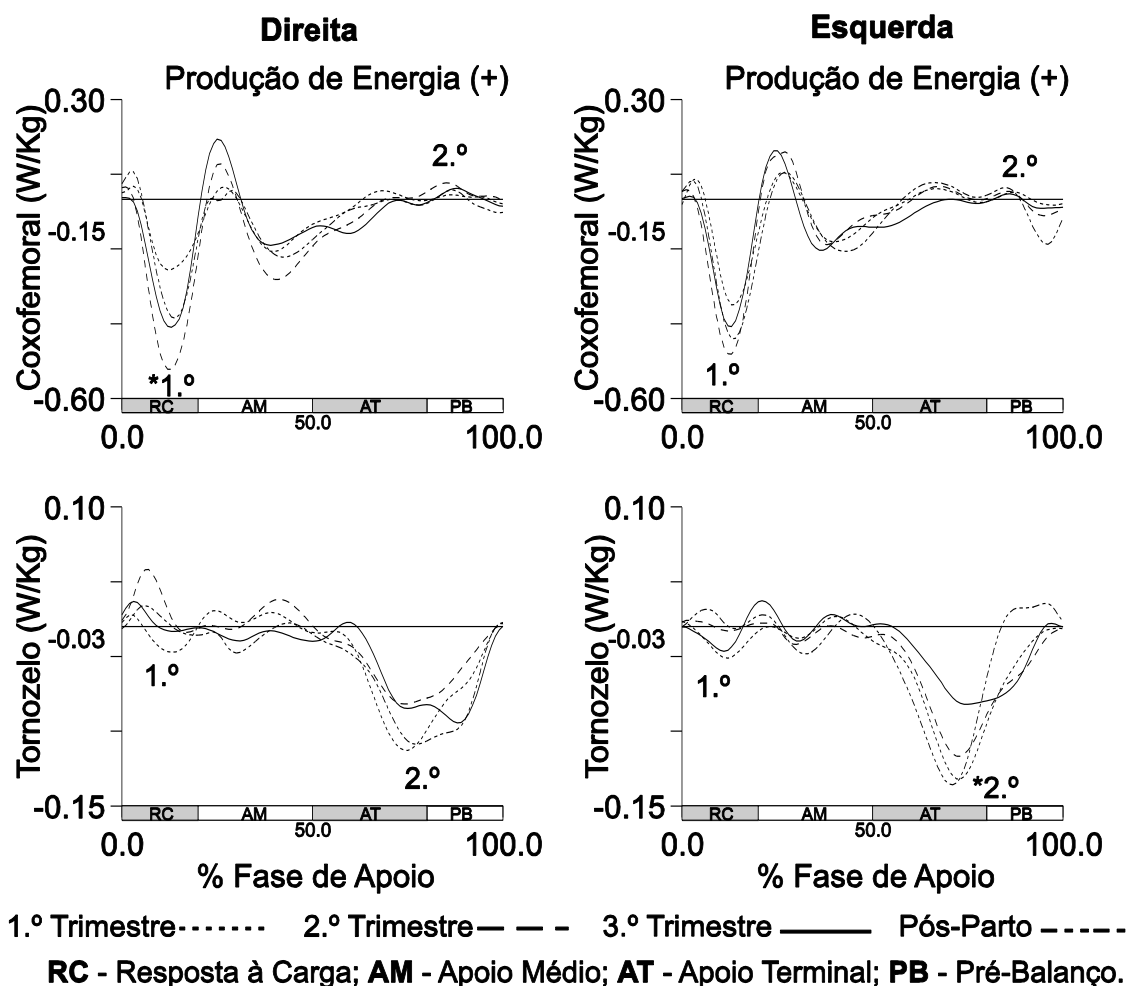 Direita
Produção de Energia (+)
Coxofemoral (W/Kg)
0.30
-0.15
-0.60
2.º
*1.º
RC AM AT PB
0.0 50.0 100.0
Esquerda
Produção de Energia (+)
Coxofemoral (W/Kg)
0.30
-0.15
-0.60
2.º
1.º
RC AM AT PB
0.0 50.0 100.0
Tornozelo (W/Kg)
0.10
-0.03
-0.15
1.º
2.º
RC AM AT PB
0.0 50.0 100.0
% Fase de Apoio
Tornozelo (W/Kg)
0.10
-0.03
-0.15
1.º
*2.º
RC AM AT PB
0.0 50.0 100.0
% Fase de Apoio
1.º Trimestre 2.º Trimestre 3.º Trimestre Pós-Parto
RC - Resposta à Carga; AM - Apoio Médio; AT - Apoio Terminal; PB - Pré-Balanço.